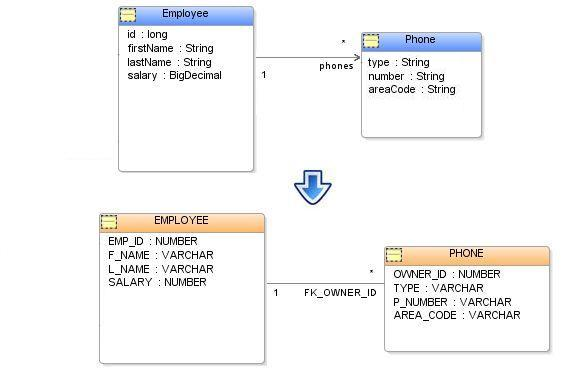 Employee
id : long
firstName : String
lastName : String
salary : BigDecimal
*
phones
1
Phone
type : String
number : String
areaCode : String
EMPLOYEE
EMP_ID : NUMBER
F_NAME : VARCHAR
L_NAME : VARCHAR
SALARY : NUMBER
*
1 FK_OWNER_ID
PHONE
OWNER_ID : NUMBER
TYPE : VARCHAR
P_NUMBER : VARCHAR
AREA_CODE : VARCHAR